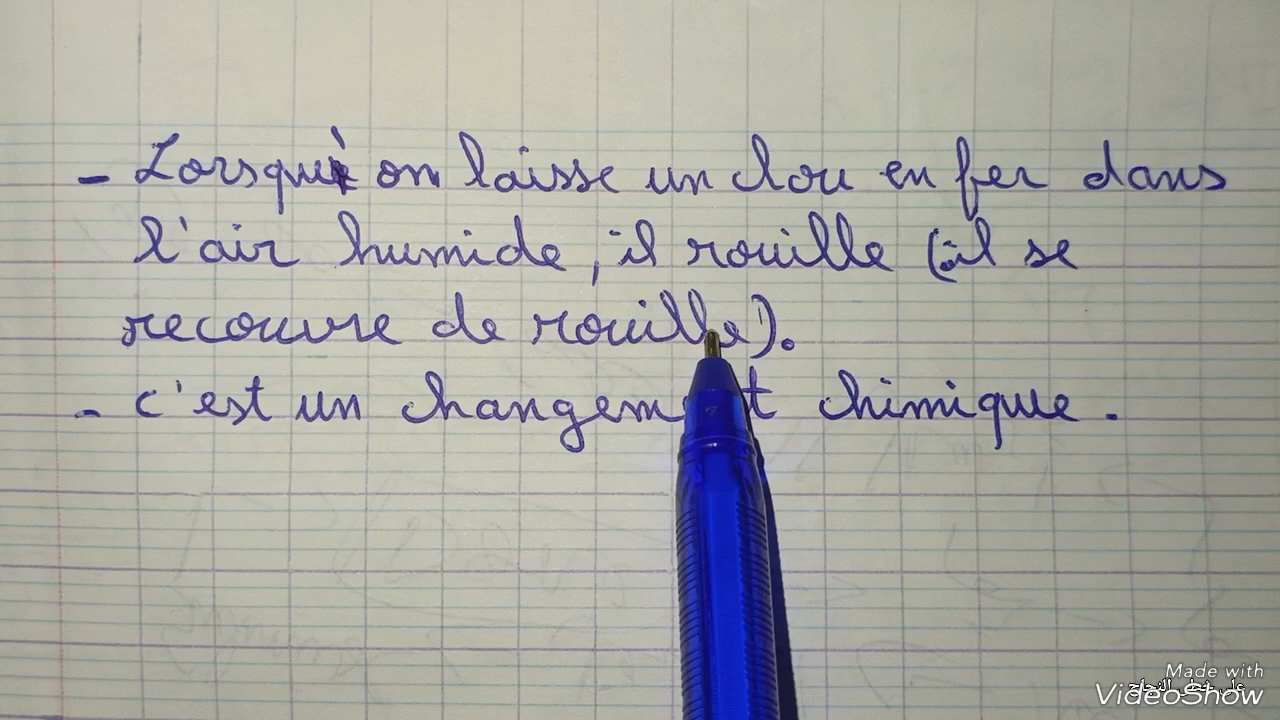 - Lorsqu'on laisse un clou en fer dans
l'air humide, il rouille (il se
recouvre de rouille).
- c'est un changement chimique.
Made with
VideoShow